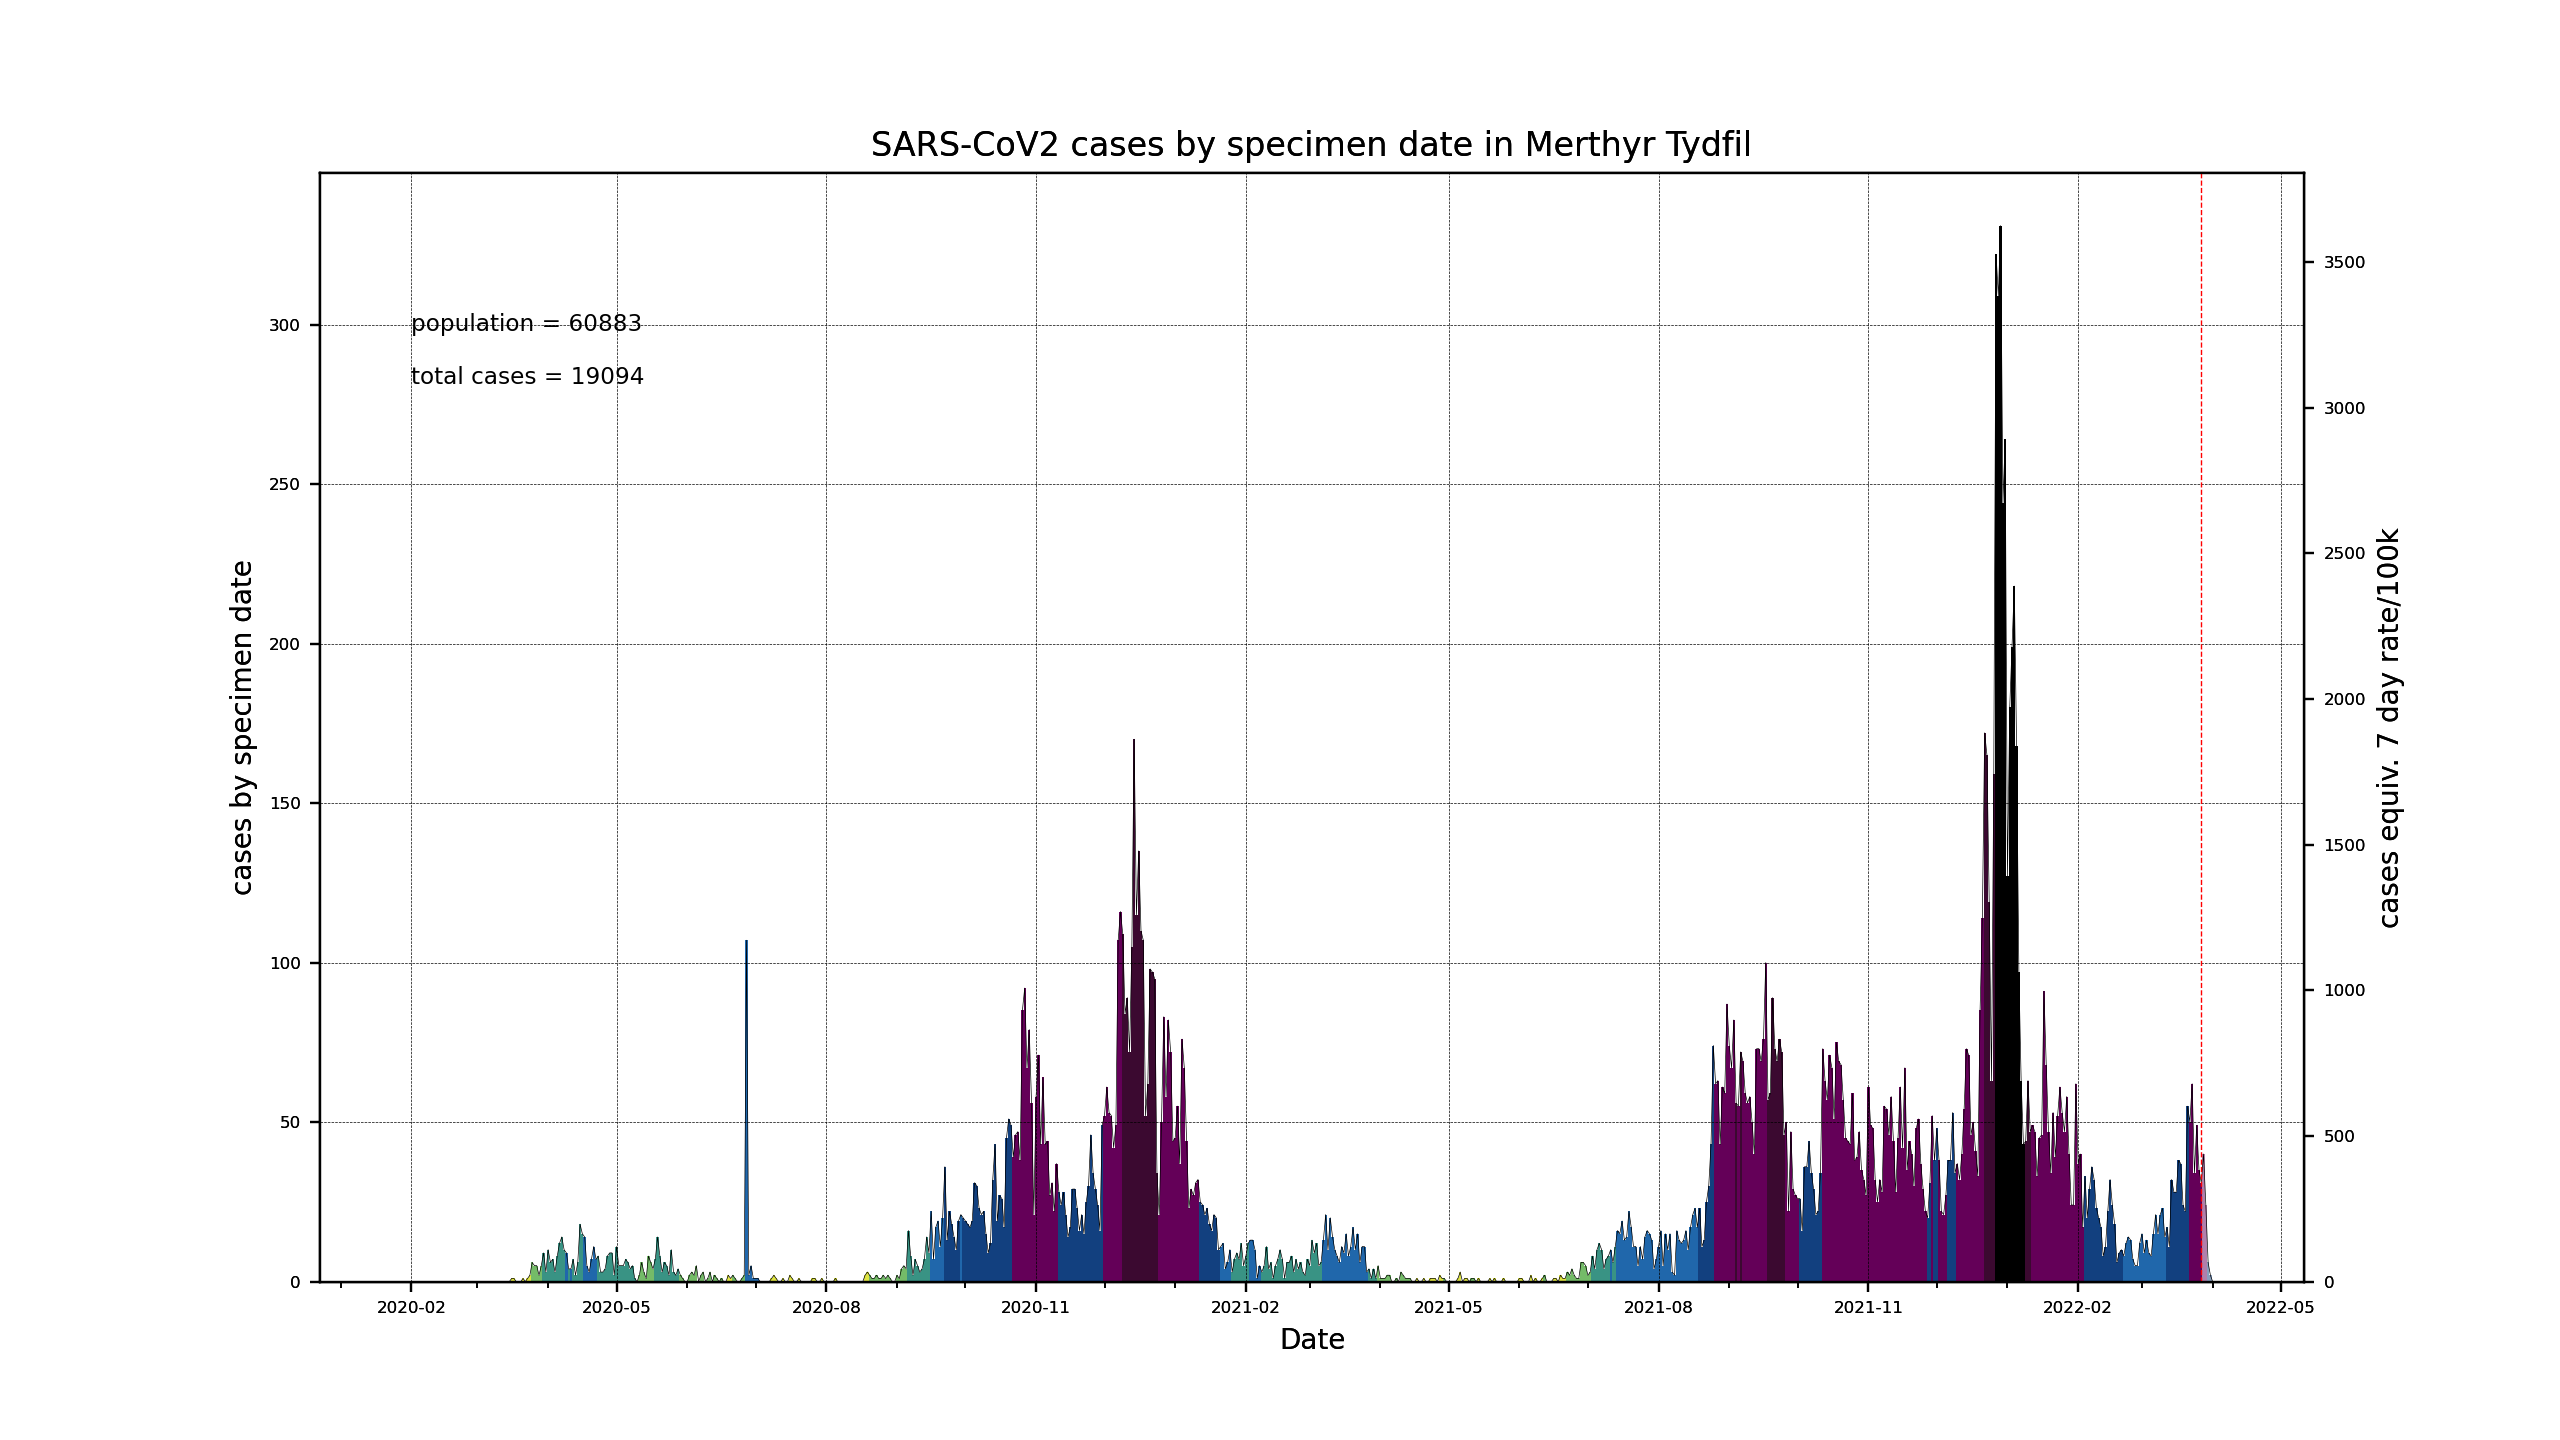 SARS-CoV2 cases by specimen date in Merthyr Tydfil
population = 60883
total cases = 19094
cases by specimen date
300
250
200
150
100
50
0
cases equiv. 7 day rate/100k
3500
3000
2500
2000
1500
1000
500
0
2020-02 2020-05 2020-08 2020-11 2021-02 2021-05 2021-08 2021-11 2022-02 2022-05
Date